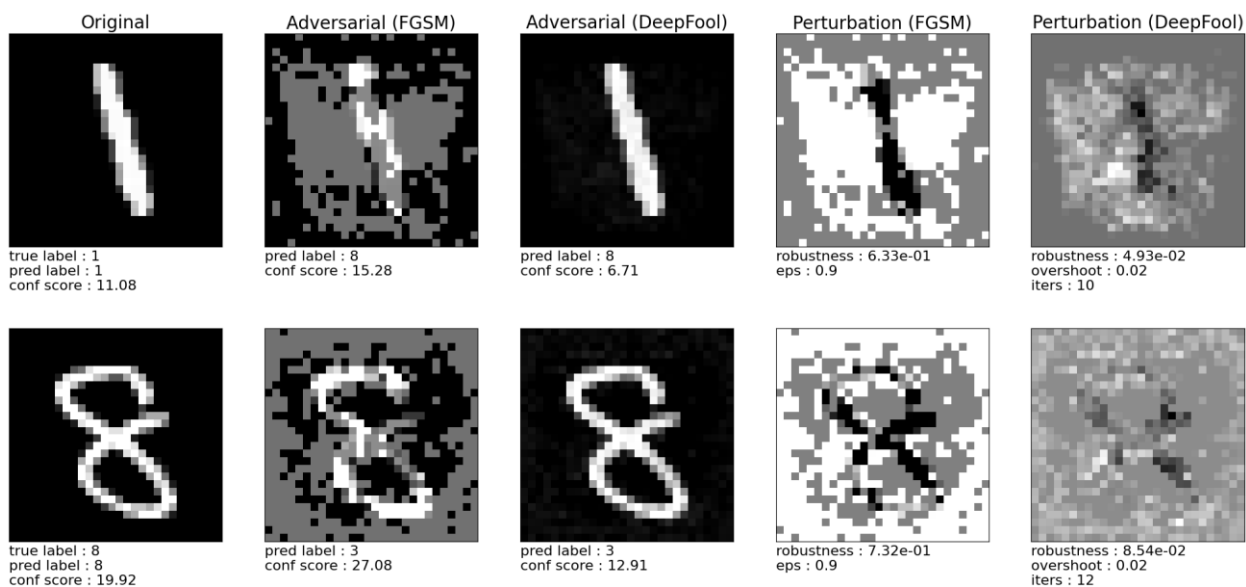 Original
Adversarial (FGSM)
Adversarial (DeepFool)
Perturbation (FGSM)
Perturbation (DeepFool)
true label : 1
pred label : 1
conf score : 11.08
pred label : 8
conf score : 15.28
pred label : 8
conf score : 6.71
robustness : 6.33e-01
eps : 0.9
robustness : 4.93e-02
overshoot : 0.02
iters : 10
true label : 8
pred label : 8
conf score : 19.92
pred label : 3
conf score : 27.08
pred label : 3
conf score : 12.91
robustness : 7.32e-01
eps : 0.9
robustness : 8.54e-02
overshoot : 0.02
iters : 12